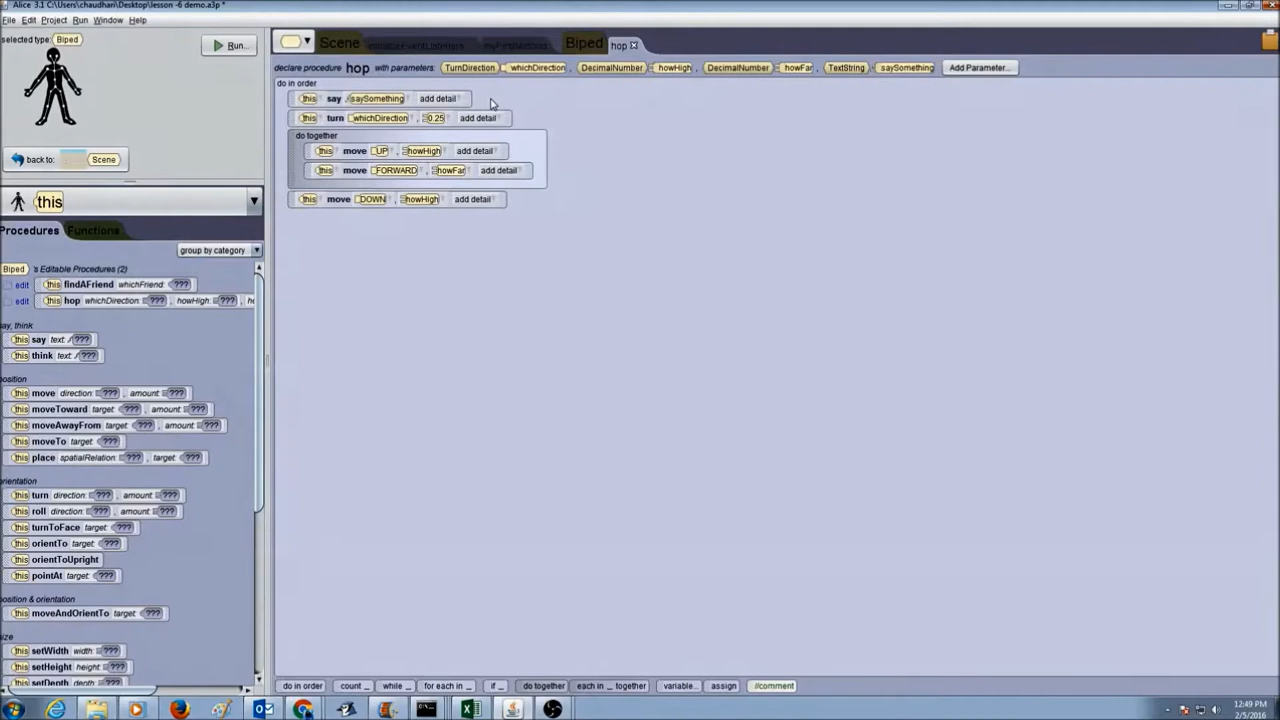 Alice 3.1 C:\Users\chaudhari\Desktop\lesson -6 demo.a3p *
File Edit Project Run Window Help
selected type: Biped
Run...
back to: Scene
this
Procedures Functions
group by category
Biped 's Editable Procedures (2)
edit this findAFriend whichFriend: ???
edit this hop whichDirection: ??? , howHigh: ??? , ho
say, think
this say text: ???
this think text: ???
position
this move direction: ??? , amount: ???
this moveToward target: ??? , amount: ???
this moveAwayFrom target: ??? , amount: ???
this moveTo target: ???
this place spatialRelation: ??? , target: ???
orientation
this turn direction: ??? , amount: ???
this roll direction: ??? , amount: ???
this turnToFace target: ???
this orientTo target: ???
this orientToUpright
this pointAt target: ???
position & orientation
this moveAndOrientTo target: ???
size
this setWidth width: ???
this setHeight height: ???
this setDepth depth: ???
Scene initializeEventListeners myFirstMethod Biped hop
declare procedure hop with parameters: TurnDirection whichDirection , DecimalNumber howHigh , DecimalNumber howFar , TextString saySomething Add Parameter...
do in order
this say saySomething add detail
this turn whichDirection , 0.25 add detail
do together
this move UP , howHigh add detail
this move FORWARD , howFar add detail
this move DOWN , howHigh add detail
do in order count _ while _ for each in _ if _ do together each in _ together variable... assign //comment
12:49 PM
2/5/2016